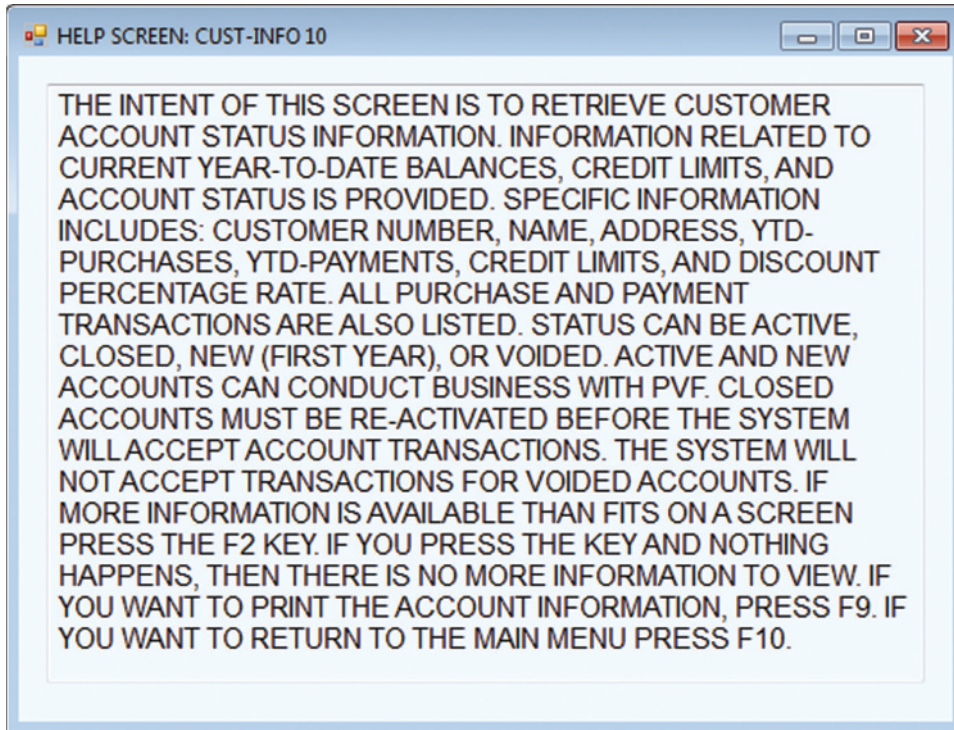 HELP SCREEN: CUST-INFO 10
THE INTENT OF THIS SCREEN IS TO RETRIEVE CUSTOMER
ACCOUNT STATUS INFORMATION. INFORMATION RELATED TO
CURRENT YEAR-TO-DATE BALANCES, CREDIT LIMITS, AND
ACCOUNT STATUS IS PROVIDED. SPECIFIC INFORMATION
INCLUDES: CUSTOMER NUMBER, NAME, ADDRESS, YTD-
PURCHASES, YTD-PAYMENTS, CREDIT LIMITS, AND DISCOUNT
PERCENTAGE RATE. ALL PURCHASE AND PAYMENT
TRANSACTIONS ARE ALSO LISTED. STATUS CAN BE ACTIVE,
CLOSED, NEW (FIRST YEAR), OR VOIDED. ACTIVE AND NEW
ACCOUNTS CAN CONDUCT BUSINESS WITH PVF. CLOSED
ACCOUNTS MUST BE RE-ACTIVATED BEFORE THE SYSTEM
WILL ACCEPT ACCOUNT TRANSACTIONS. THE SYSTEM WILL
NOT ACCEPT TRANSACTIONS FOR VOIDED ACCOUNTS. IF
MORE INFORMATION IS AVAILABLE THAN FITS ON A SCREEN
PRESS THE F2 KEY. IF YOU PRESS THE KEY AND NOTHING
HAPPENS, THEN THERE IS NO MORE INFORMATION TO VIEW. IF
YOU WANT TO PRINT THE ACCOUNT INFORMATION, PRESS F9. IF
YOU WANT TO RETURN TO THE MAIN MENU PRESS F10.